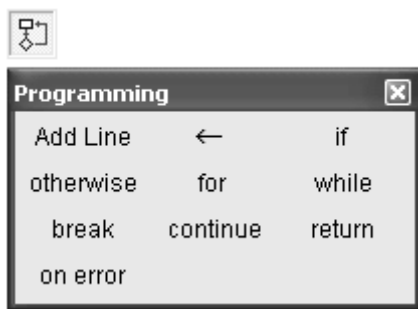 Programming
Add Line ← if
otherwise for while
break continue return
on error